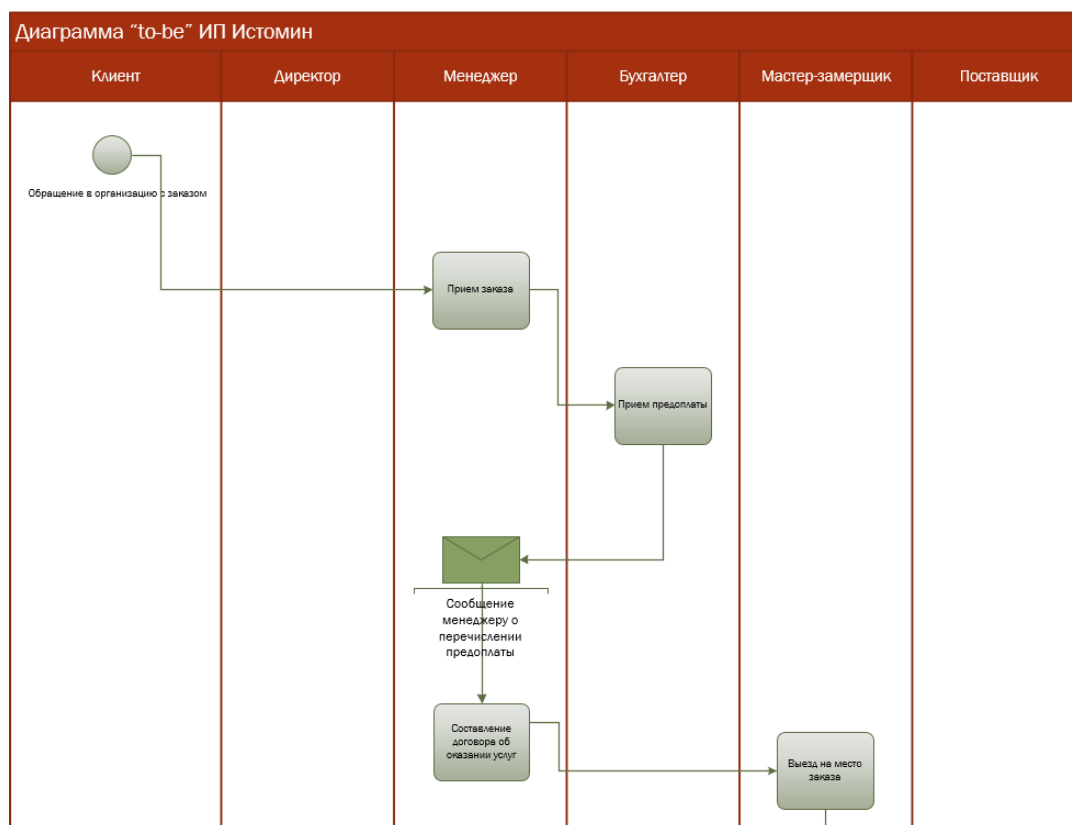 Диаграмма “to-be” ИП Истомин
Клиент
Директор
Менеджер
Бухгалтер
Мастер-замерщик
Поставщик
Обращение в организацию с заказом
Прием заказа
Прием предоплаты
Сообщение
менеджеру о
перечислении
предоплаты
Составление
договора об
оказании услуг
Выезд на место
заказа